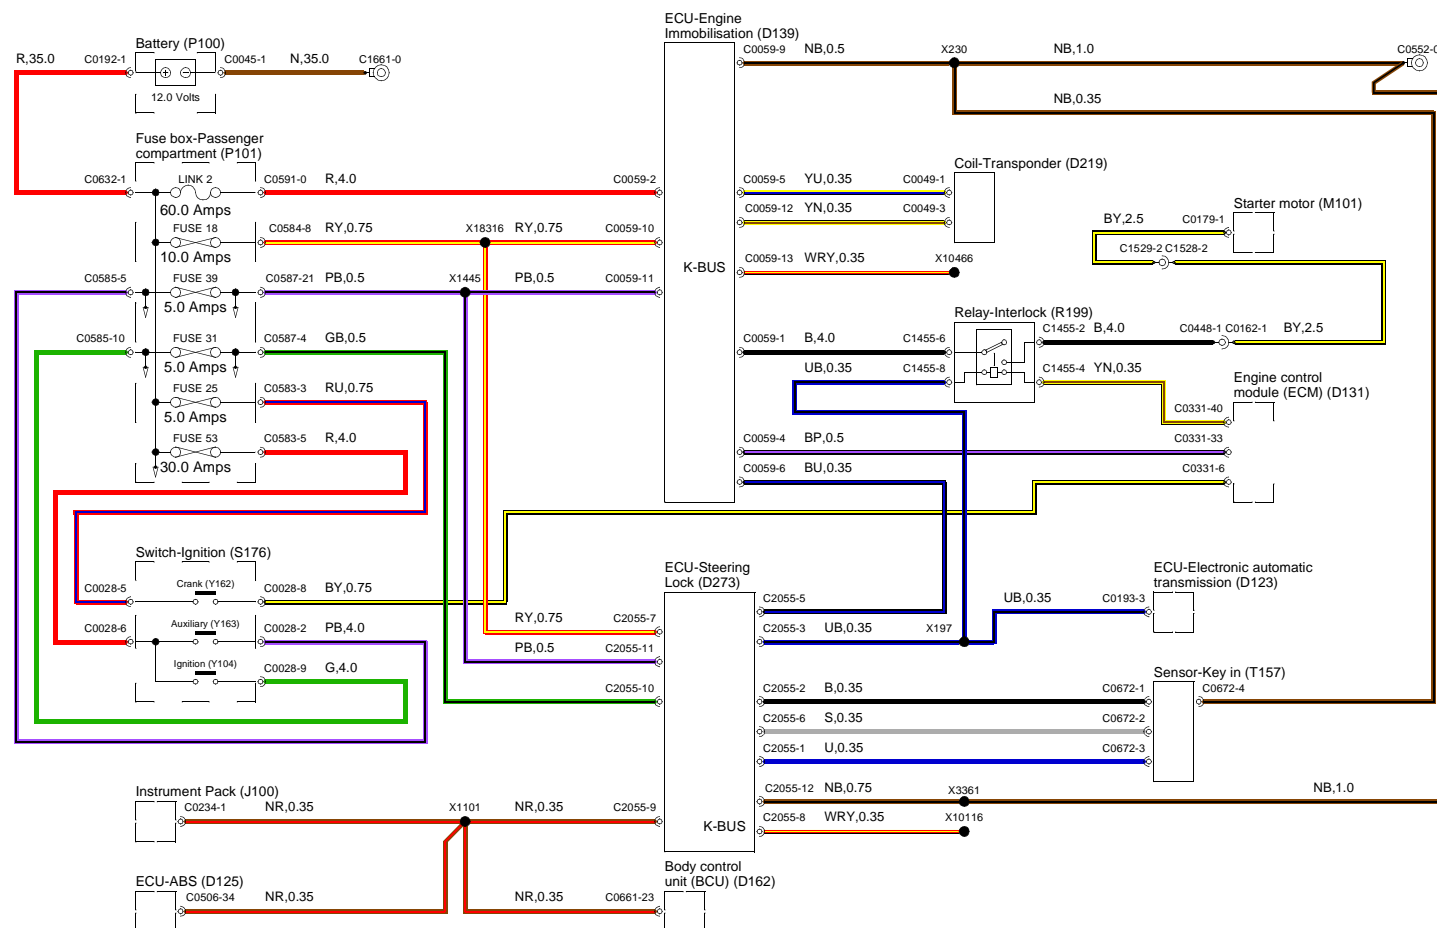 ECU-Engine
Immobilisation (D139)
Battery (P100)
R,35.0
C0192-1
C0045-1
N,35.0
C1661-0
12.0 Volts
C0059-9
NB,0.5
X230
NB,1.0
C0552-0
NB,0.35
Fuse box-Passenger
compartment (P101)
C0632-1
LINK 2
60.0 Amps
C0591-0
R,4.0
C0059-2
FUSE 18
10.0 Amps
C0584-8
RY,0.75
X18316
RY,0.75
C0059-10
C0585-5
FUSE 39
5.0 Amps
C0587-21
PB,0.5
X1445
PB,0.5
C0059-11
K-BUS
C0585-10
FUSE 31
5.0 Amps
C0587-4
GB,0.5
FUSE 25
5.0 Amps
C0583-3
RU,0.75
FUSE 53
30.0 Amps
C0583-5
R,4.0
Coil-Transponder (D219)
C0059-5
YU,0.35
C0049-1
C0059-12
YN,0.35
C0049-3
C0059-13
WRY,0.35
X10466
Starter motor (M101)
BY,2.5
C0179-1
C1529-2
C1528-2
Relay-Interlock (R199)
C0059-1
B,4.0
C1455-6
C1455-2
B,4.0
C0448-1
C0162-1
BY,2.5
UB,0.35
C1455-8
C1455-4
YN,0.35
Engine control
module (ECM) (D131)
C0331-40
C0059-4
BP,0.5
C0331-33
C0059-6
BU,0.35
C0331-6
Switch-Ignition (S176)
C0028-5
Crank (Y162)
C0028-8
BY,0.75
C0028-6
Auxiliary (Y163)
C0028-2
PB,4.0
Ignition (Y104)
C0028-9
G,4.0
ECU-Steering
Lock (D273)
RY,0.75
C2055-7
PB,0.5
C2055-11
C2055-10
C2055-5
C2055-3
UB,0.35
X197
UB,0.35
C0193-3
ECU-Electronic automatic
transmission (D123)
Sensor-Key in (T157)
C2055-2
B,0.35
C0672-1
C0672-4
C2055-6
S,0.35
C0672-2
C2055-1
U,0.35
C0672-3
C2055-12
NB,0.75
X3361
NB,1.0
C2055-8
WRY,0.35
X10116
K-BUS
Instrument Pack (J100)
C0234-1
NR,0.35
X1101
NR,0.35
C2055-9
ECU-ABS (D125)
C0506-34
NR,0.35
NR,0.35
C0661-23
Body control
unit (BCU) (D162)